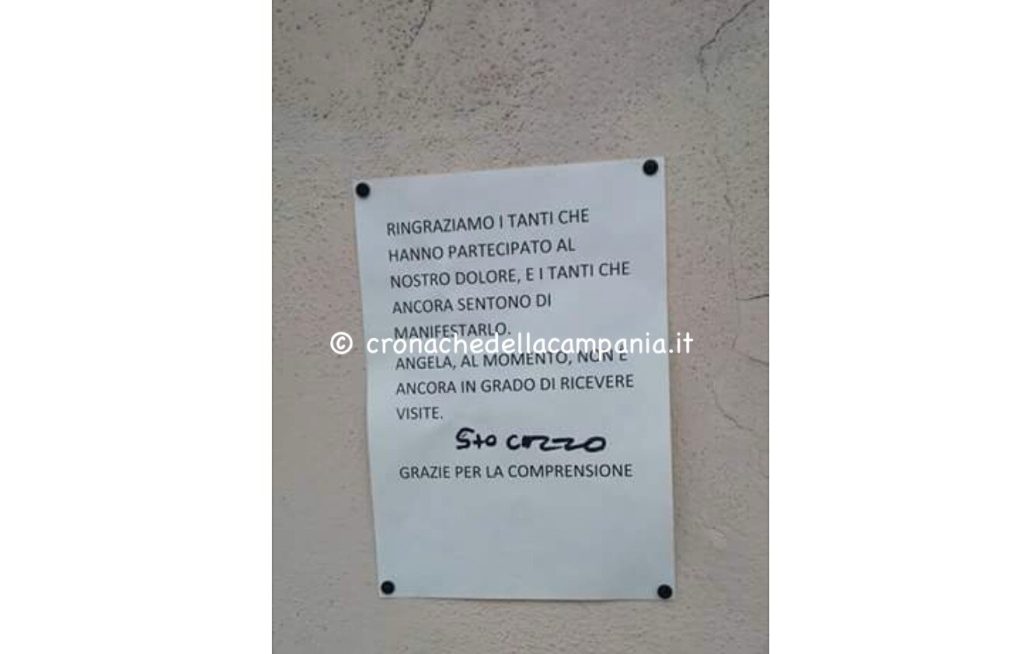 RINGRAZIAMO I TANTI CHE
HANNO PARTECIPATO AL
NOSTRO DOLORE, E I TANTI CHE
ANCORA SENTONO DI
MANIFESTARLO.
© cronachedellacampania.it
ANGELA, AL MOMENTO, NON È
ANCORA IN GRADO DI RICEVERE
VISITE.
Sto cazzo
GRAZIE PER LA COMPRENSIONE